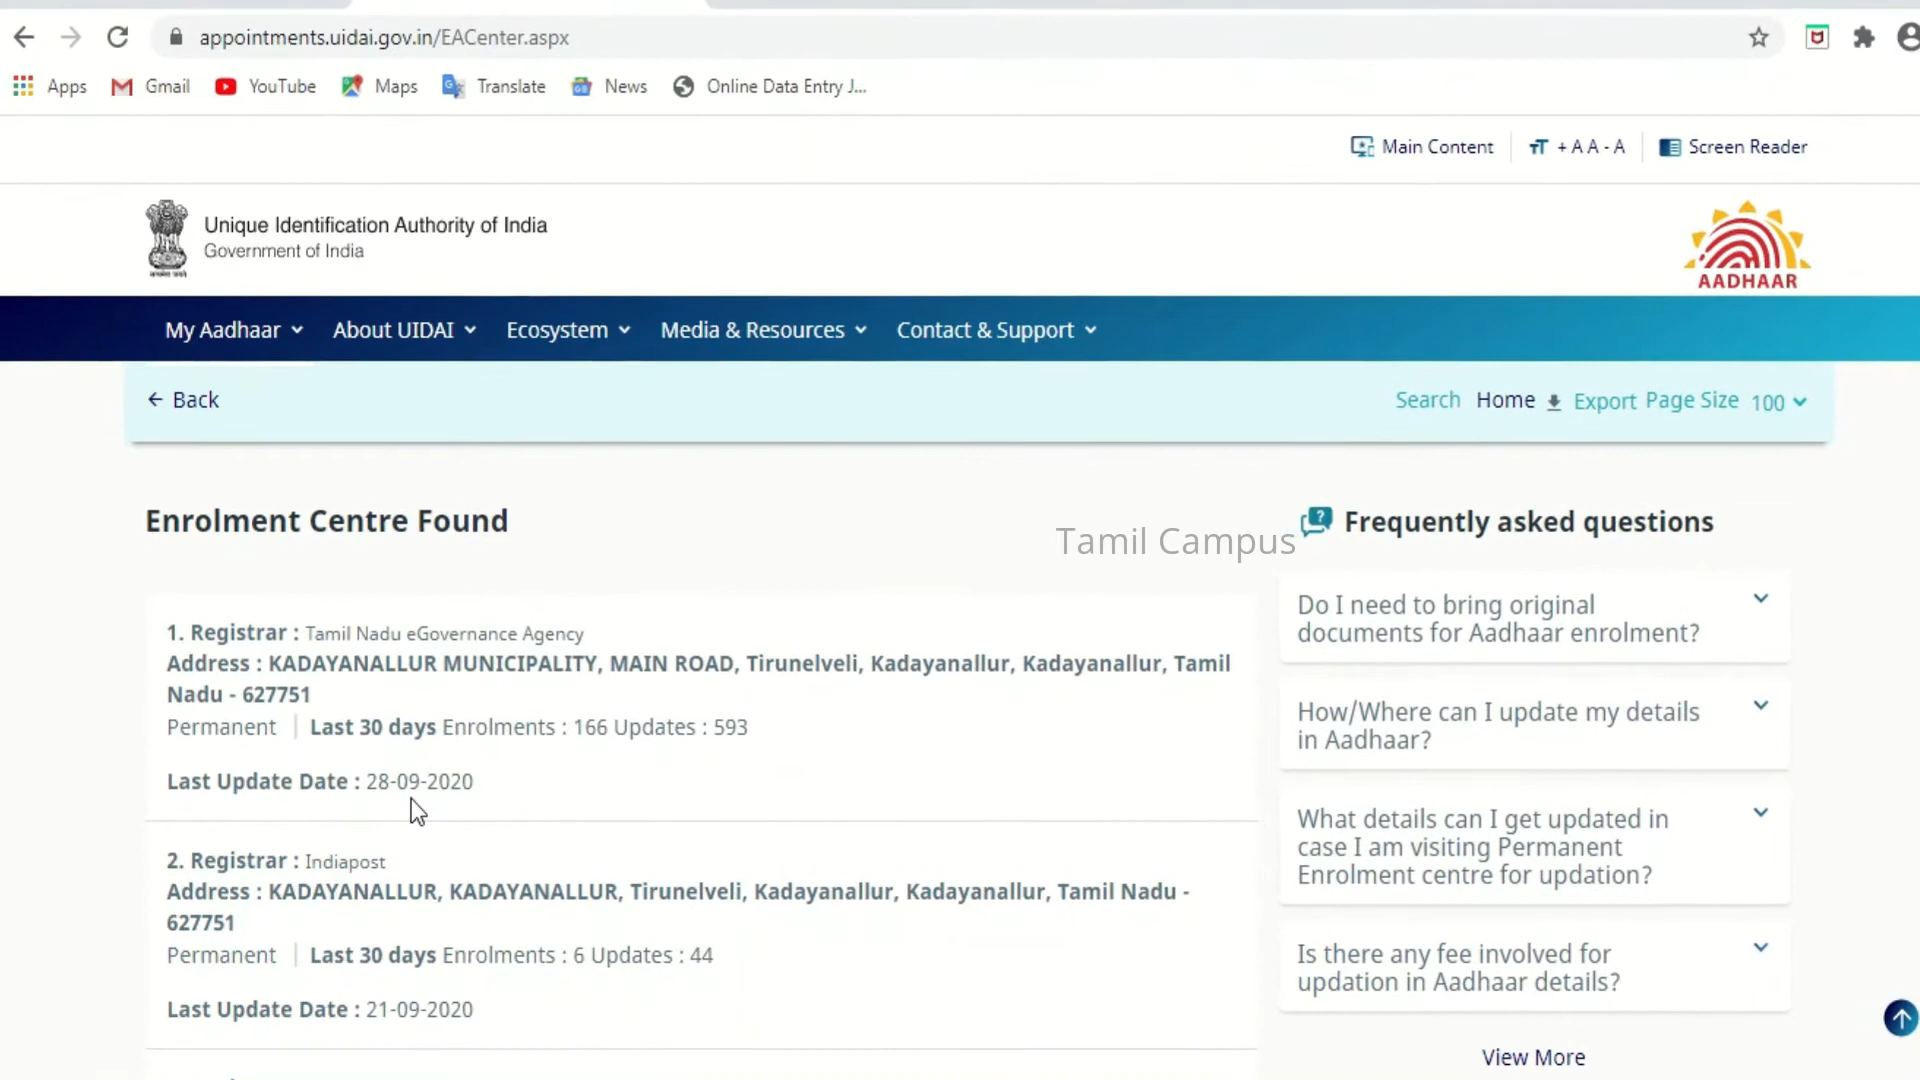 appointments.uidai.gov.in/EACenter.aspx
Apps Gmail YouTube Maps Translate News Online Data Entry J...
Main Content TT + A A - A Screen Reader
Unique Identification Authority of India
Government of India
AADHAAR
My Aadhaar About UIDAI Ecosystem Media & Resources Contact & Support
Back Search Home Export Page Size 100
Enrolment Centre Found
Tamil Campus
1. Registrar : Tamil Nadu eGovernance Agency
Address : KADAYANALLUR MUNICIPALITY, MAIN ROAD, Tirunelveli, Kadayanallur, Kadayanallur, Tamil
Nadu - 627751
Permanent | Last 30 days Enrolments : 166 Updates : 593
Last Update Date : 28-09-2020
2. Registrar : Indiapost
Address : KADAYANALLUR, KADAYANALLUR, Tirunelveli, Kadayanallur, Kadayanallur, Tamil Nadu -
627751
Permanent | Last 30 days Enrolments : 6 Updates : 44
Last Update Date : 21-09-2020
Frequently asked questions
Do I need to bring original
documents for Aadhaar enrolment?
How/Where can I update my details
in Aadhaar?
What details can I get updated in
case I am visiting Permanent
Enrolment centre for updation?
Is there any fee involved for
updation in Aadhaar details?
View More